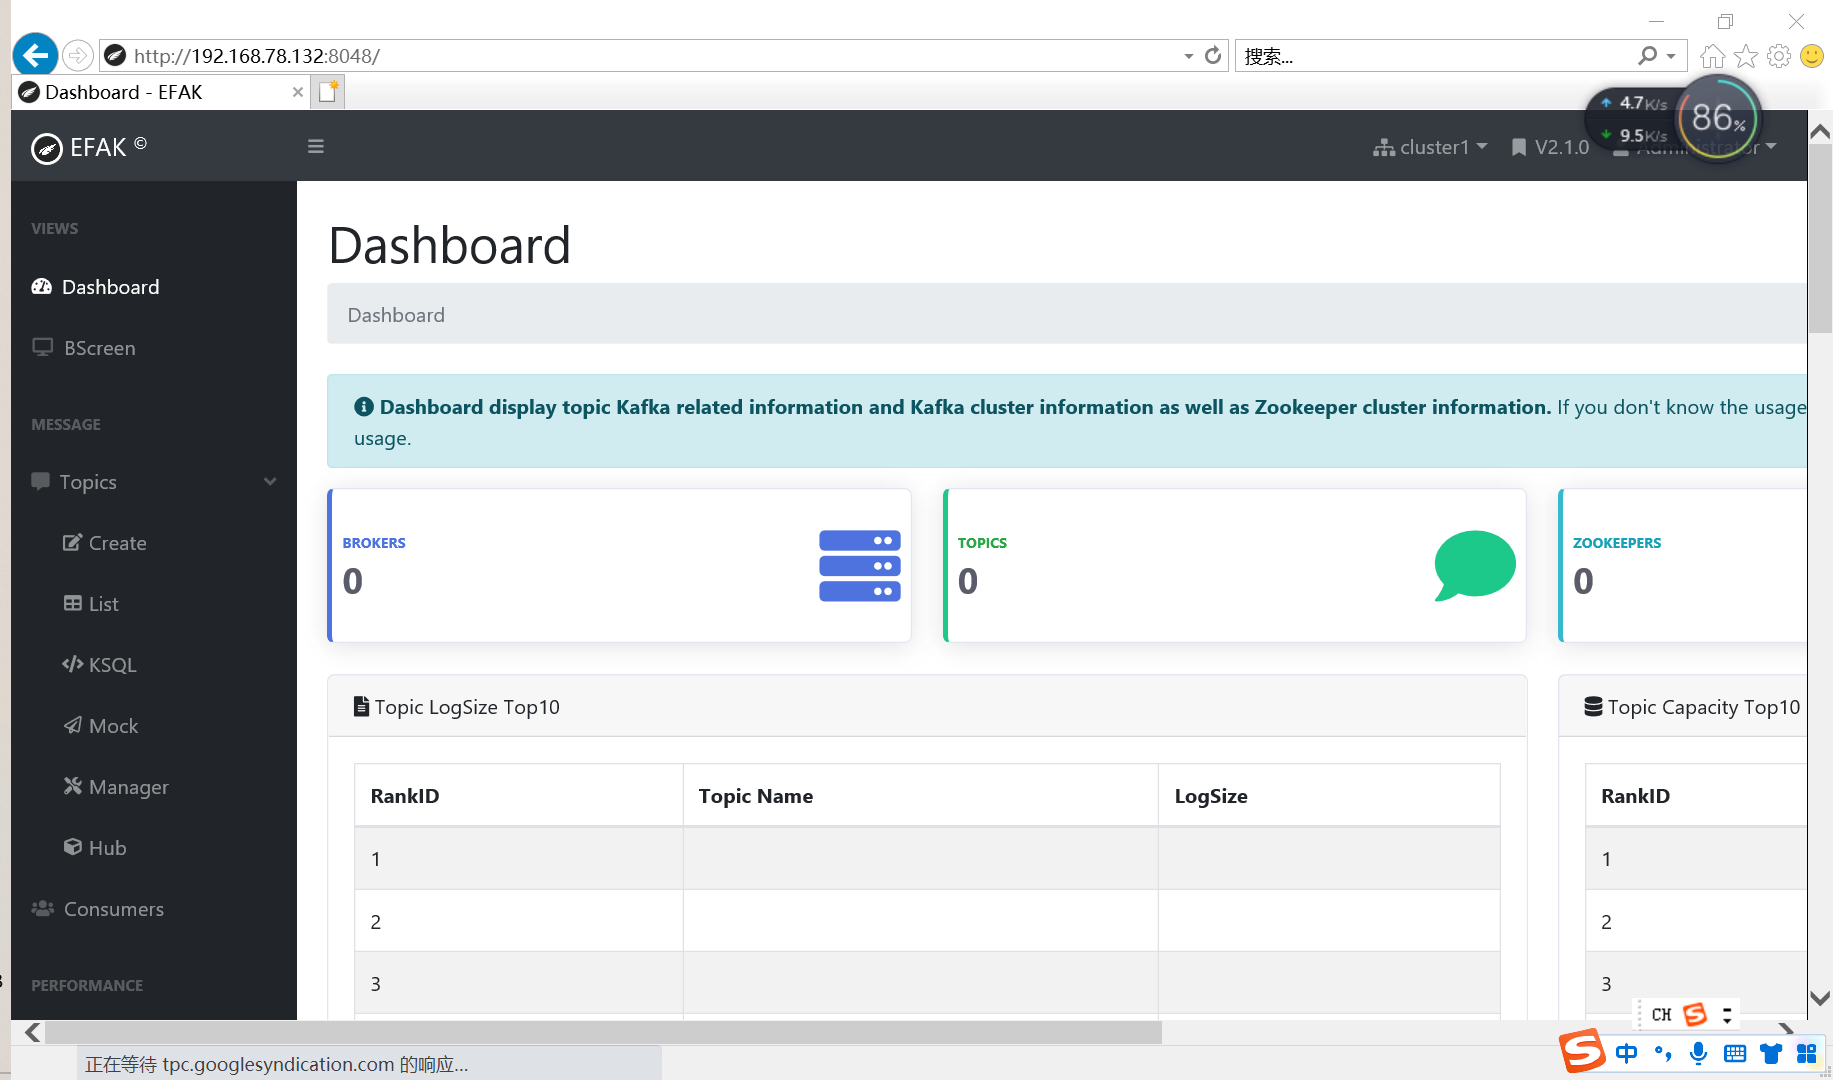 http://192.168.78.132:8048/
搜索...
Dashboard - EFAK
4.7K/s
9.5K/s
86%
EFAK ©
cluster1
V2.1.0
Administrator
VIEWS
Dashboard
BScreen
MESSAGE
Topics
Create
List
KSQL
Mock
Manager
Hub
Consumers
PERFORMANCE
Dashboard
Dashboard
Dashboard display topic Kafka related information and Kafka cluster information as well as Zookeeper cluster information. If you don't know the usage
usage.
BROKERS
0
TOPICS
0
ZOOKEEPERS
0
Topic LogSize Top10
RankID Topic Name LogSize
1
2
3
Topic Capacity Top10
RankID
1
2
3
CH S
S 中
正在等待 tpc.googlesyndication.com 的响应...